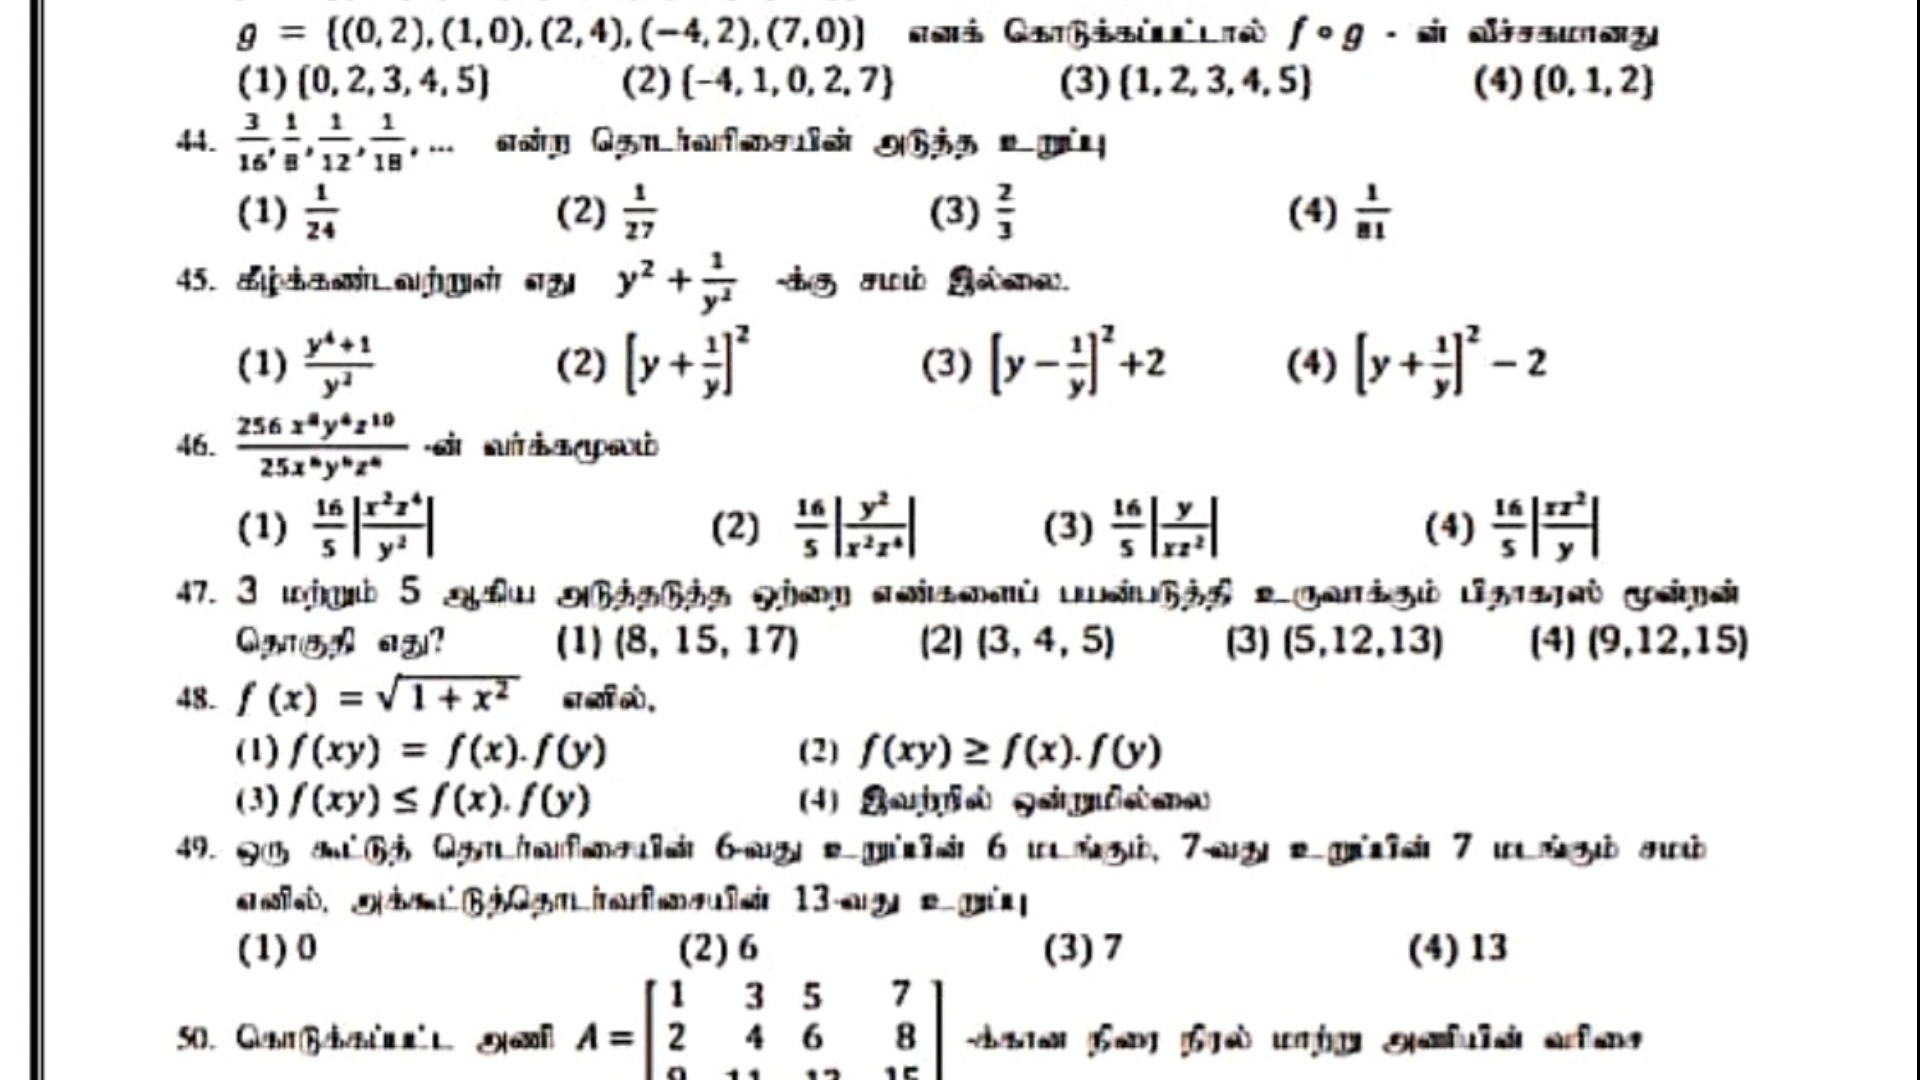 g = {(0, 2), (1, 0), (2, 4), (−4, 2), (7, 0)} எனக் கொடுக்கப்பட்டால் f ∘ g - ன் வீச்சகமானது
(1) {0, 2, 3, 4, 5} (2) {−4, 1, 0, 2, 7} (3) {1, 2, 3, 4, 5} (4) {0, 1, 2}
44. 3/16, 1/8, 1/12, 1/18, ... என்ற தொடர்வரிசையின் அடுத்த உறுப்பு
(1) 1/24 (2) 1/27 (3) 2/3 (4) 1/81
45. கீழ்க்கண்டவற்றுள் எது y² + 1/y² -க்கு சமம் இல்லை.
(1) (y⁴+1)/y² (2) [y + 1/y]² (3) [y − 1/y]² +2 (4) [y + 1/y]² − 2
46. 256 x⁸y⁴z¹⁰ / 25x⁶y⁶z⁶ -ன் வர்க்கமூலம்
(1) 16/5 |x²z⁴/y²| (2) 16/5 |y²/x²z⁴| (3) 16/5 |y/xz²| (4) 16/5 |xz²/y|
47. 3 மற்றும் 5 ஆகிய அடுத்தடுத்த ஒற்றை எண்களைப் பயன்படுத்தி உருவாக்கும் பிதாகரஸ் மூன்றன்
தொகுதி எது? (1) (8, 15, 17) (2) (3, 4, 5) (3) (5,12,13) (4) (9,12,15)
48. f (x) = √1 + x² எனில்,
(1) f(xy) = f(x). f(y) (2) f(xy) ≥ f(x). f(y)
(3) f(xy) ≤ f(x). f(y) (4) இவற்றில் ஒன்றுமில்லை
49. ஒரு கூட்டுத் தொடர்வரிசையின் 6-வது உறுப்பின் 6 மடங்கும், 7-வது உறுப்பின் 7 மடங்கும் சமம்
எனில், அக்கூட்டுத்தொடர்வரிசையின் 13-வது உறுப்பு
(1) 0 (2) 6 (3) 7 (4) 13
1 3 5 7
50. கொடுக்கப்பட்ட அணி A = 2 4 6 8 -க்கான நிரை நிரல் மாற்று அணியின் வரிசை
9 11 13 15